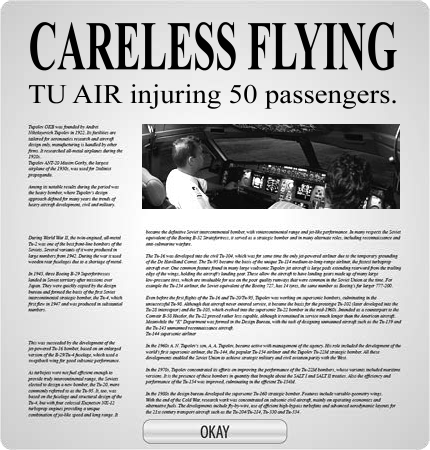 CARELESS FLYING
TU AIR injuring 50 passengers.
Tupolev OKB was founded by Andrei
Nikolayevich Tupolev in 1922. Its facilities are
tailored for aeronautics research and aircraft
design only, manufacturing is handled by other
firms. It researched all-metal airplanes during the
1920s.
Tupolev ANT-20 Maxim Gorky, the largest
airplane of the 1930s, was used for Stalinist
propaganda.
Among its notable results during the period was
the heavy bomber, where Tupolev's design
approach defined for many years the trends of
heavy aircraft development, civil and military.
During World War II, the twin-engined, all-metal
Tu-2 was one of the best front-line bombers of the
Soviets. Several variants of it were produced in
large numbers from 1942. During the war it used
wooden rear fuselages due to a shortage of metal.
In 1945, three Boeing B-29 Superfortresses
landed in Soviet territory after missions over
Japan. They were quickly copied by the design
bureau and formed the basis of the first Soviet
intercontinental strategic bomber, the Tu-4, which
first flew in 1947 and was produced in substantial
numbers.
This was succeeded by the development of the
jet-powered Tu-16 bomber, based on an enlarged
version of the B-29/Tu-4 fuselage, which used a
sweptback wing for good subsonic performance.
As turbojets were not fuel efficient enough to
provide truly intercontinental range, the Soviets
elected to design a new bomber, the Tu-20, more
commonly referred to as the Tu-95. It, too, was
based on the fuselage and structural design of the
Tu-4, but with four colossal Kuznetsov NK-12
turboprop engines providing a unique
combination of jet-like speed and long range. It
became the definitive Soviet intercontinental bomber, with intercontinental range and jet-like performance. In many respects the Soviet
equivalent of the Boeing B-52 Stratofortress, it served as a strategic bomber and in many alternate roles, including reconnaissance and
anti-submarine warfare.
The Tu-16 was developed into the civil Tu-104, which was for some time the only jet-powered airliner due to the temporary grounding of
the De Havilland Comet. The Tu-95 became the basis of the unique Tu-114 medium-to-long-range airliner, the fastest turboprop
aircraft ever. One common feature found in many large subsonic Tupolev jet aircraft is large pods extending rearward from the trailing
edge of the wings, holding the aircraft's landing gear. These allow the aircraft to have landing gears made up of many large
low-pressure tires, which are invaluable for use on the poor quality runways that were common in the Soviet Union at the time. For
example the Tu-154 airliner, the Soviet equivalent of the Boeing 727, has 14 tires, the same number as Boeing's far larger 777-200.
Even before the first flights of the Tu-16 and Tu-20/Tu-95, Tupolev was working on supersonic bombers, culminating in the
unsuccessful Tu-98. Although that aircraft never entered service, it became the basis for the prototype Tu-102 (later developed into the
Tu-28 interceptor) and the Tu-105, which evolved into the supersonic Tu-22 bomber in the mid-1960s. Intended as a counterpart to the
Convair B-58 Hustler, the Tu-22 proved rather less capable, although it remained in service much longer than the American aircraft.
Meanwhile the "K" Department was formed in the Design Bureau, with the task of designing unmanned aircraft such as the Tu-139 and
the Tu-143 unmanned reconnaissance aircraft.
Tu-144 supersonic airliner
In the 1960s A. N. Tupolev's son, A. A. Tupolev, became active with management of the agency. His role included the development of the
world's first supersonic airliner, the Tu-144, the popular Tu-154 airliner and the Tupolev Tu-22M strategic bomber. All these
developments enabled the Soviet Union to achieve strategic military and civil aviation parity with the West.
In the 1970s, Tupolev concentrated its efforts on improving the performance of the Tu-22M bombers, whose variants included maritime
versions. It is the presence of these bombers in quantity that brought about the SALT I and SALT II treaties. Also the efficiency and
performance of the Tu-154 was improved, culminating in the efficient Tu-154M.
In the 1980s the design bureau developed the supersonic Tu-160 strategic bomber. Features include variable-geometry wings.
With the end of the Cold War, research work was concentrated on subsonic civil aircraft, mainly on operating economics and
alternative fuels. The developments include fly-by-wire, use of efficient high-bypass turbofans and advanced aerodynamic layouts for
the 21st century transport aircraft such as the Tu-204/Tu-214, Tu-330 and Tu-334.
OKAY